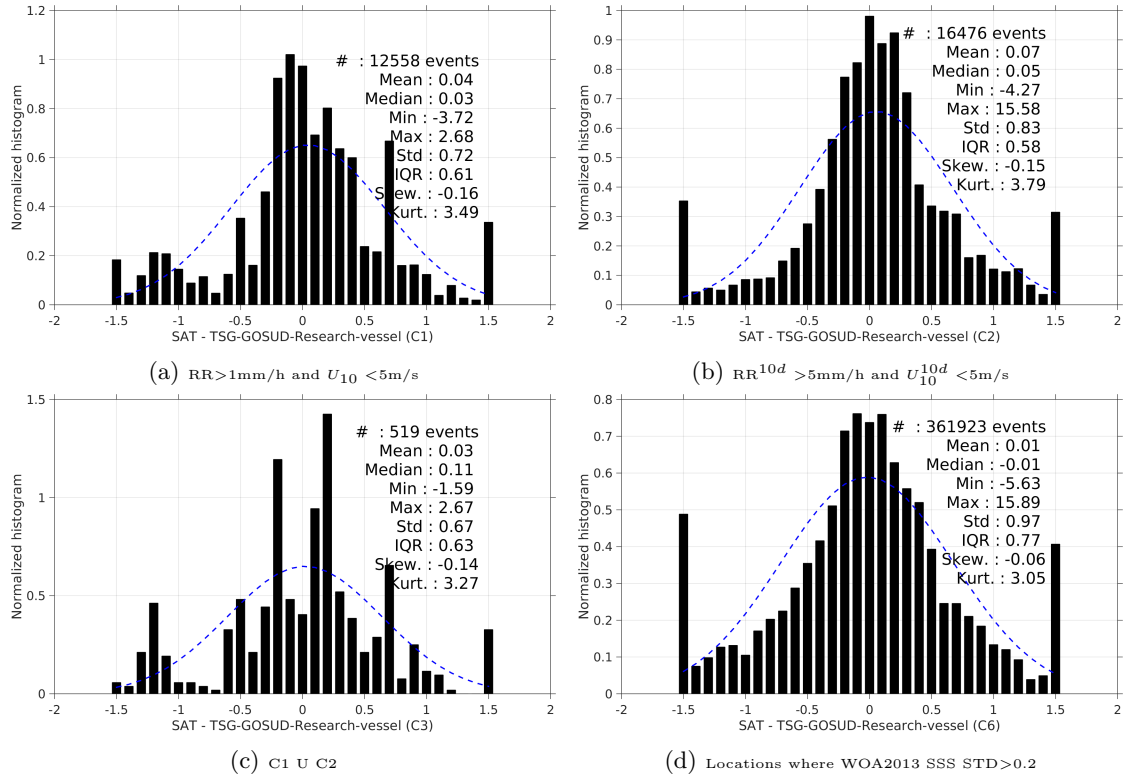 1.2
1
0.8
0.6
0.4
0.2
0
-2
-1.5
-1
-0.5
0
0.5
1
1.5
2
Normalized histogram
SAT - TSG-GOSUD-Research-vessel (C1)
# : 12558 events
Mean : 0.04
Median : 0.03
Min : -3.72
Max : 2.68
Std : 0.72
IQR : 0.61
Skew. : -0.16
Kurt. : 3.49
(a) RR>1mm/h and U10 <5m/s
1
0.9
0.8
0.7
0.6
0.5
0.4
0.3
0.2
0.1
0
-2
-1.5
-1
-0.5
0
0.5
1
1.5
2
Normalized histogram
SAT - TSG-GOSUD-Research-vessel (C2)
# : 16476 events
Mean : 0.07
Median : 0.05
Min : -4.27
Max : 15.58
Std : 0.83
IQR : 0.58
Skew. : -0.15
Kurt. : 3.79
(b) RR^10d >5mm/h and U10^10d <5m/s
1.5
1
0.5
0
-2
-1.5
-1
-0.5
0
0.5
1
1.5
2
Normalized histogram
SAT - TSG-GOSUD-Research-vessel (C3)
# : 519 events
Mean : 0.03
Median : 0.11
Min : -1.59
Max : 2.67
Std : 0.67
IQR : 0.63
Skew. : -0.14
Kurt. : 3.27
(c) C1 U C2
0.8
0.7
0.6
0.5
0.4
0.3
0.2
0.1
0
-2
-1.5
-1
-0.5
0
0.5
1
1.5
2
Normalized histogram
SAT - TSG-GOSUD-Research-vessel (C6)
# : 361923 events
Mean : 0.01
Median : -0.01
Min : -5.63
Max : 15.89
Std : 0.97
IQR : 0.77
Skew. : -0.06
Kurt. : 3.05
(d) Locations where WOA2013 SSS STD>0.2